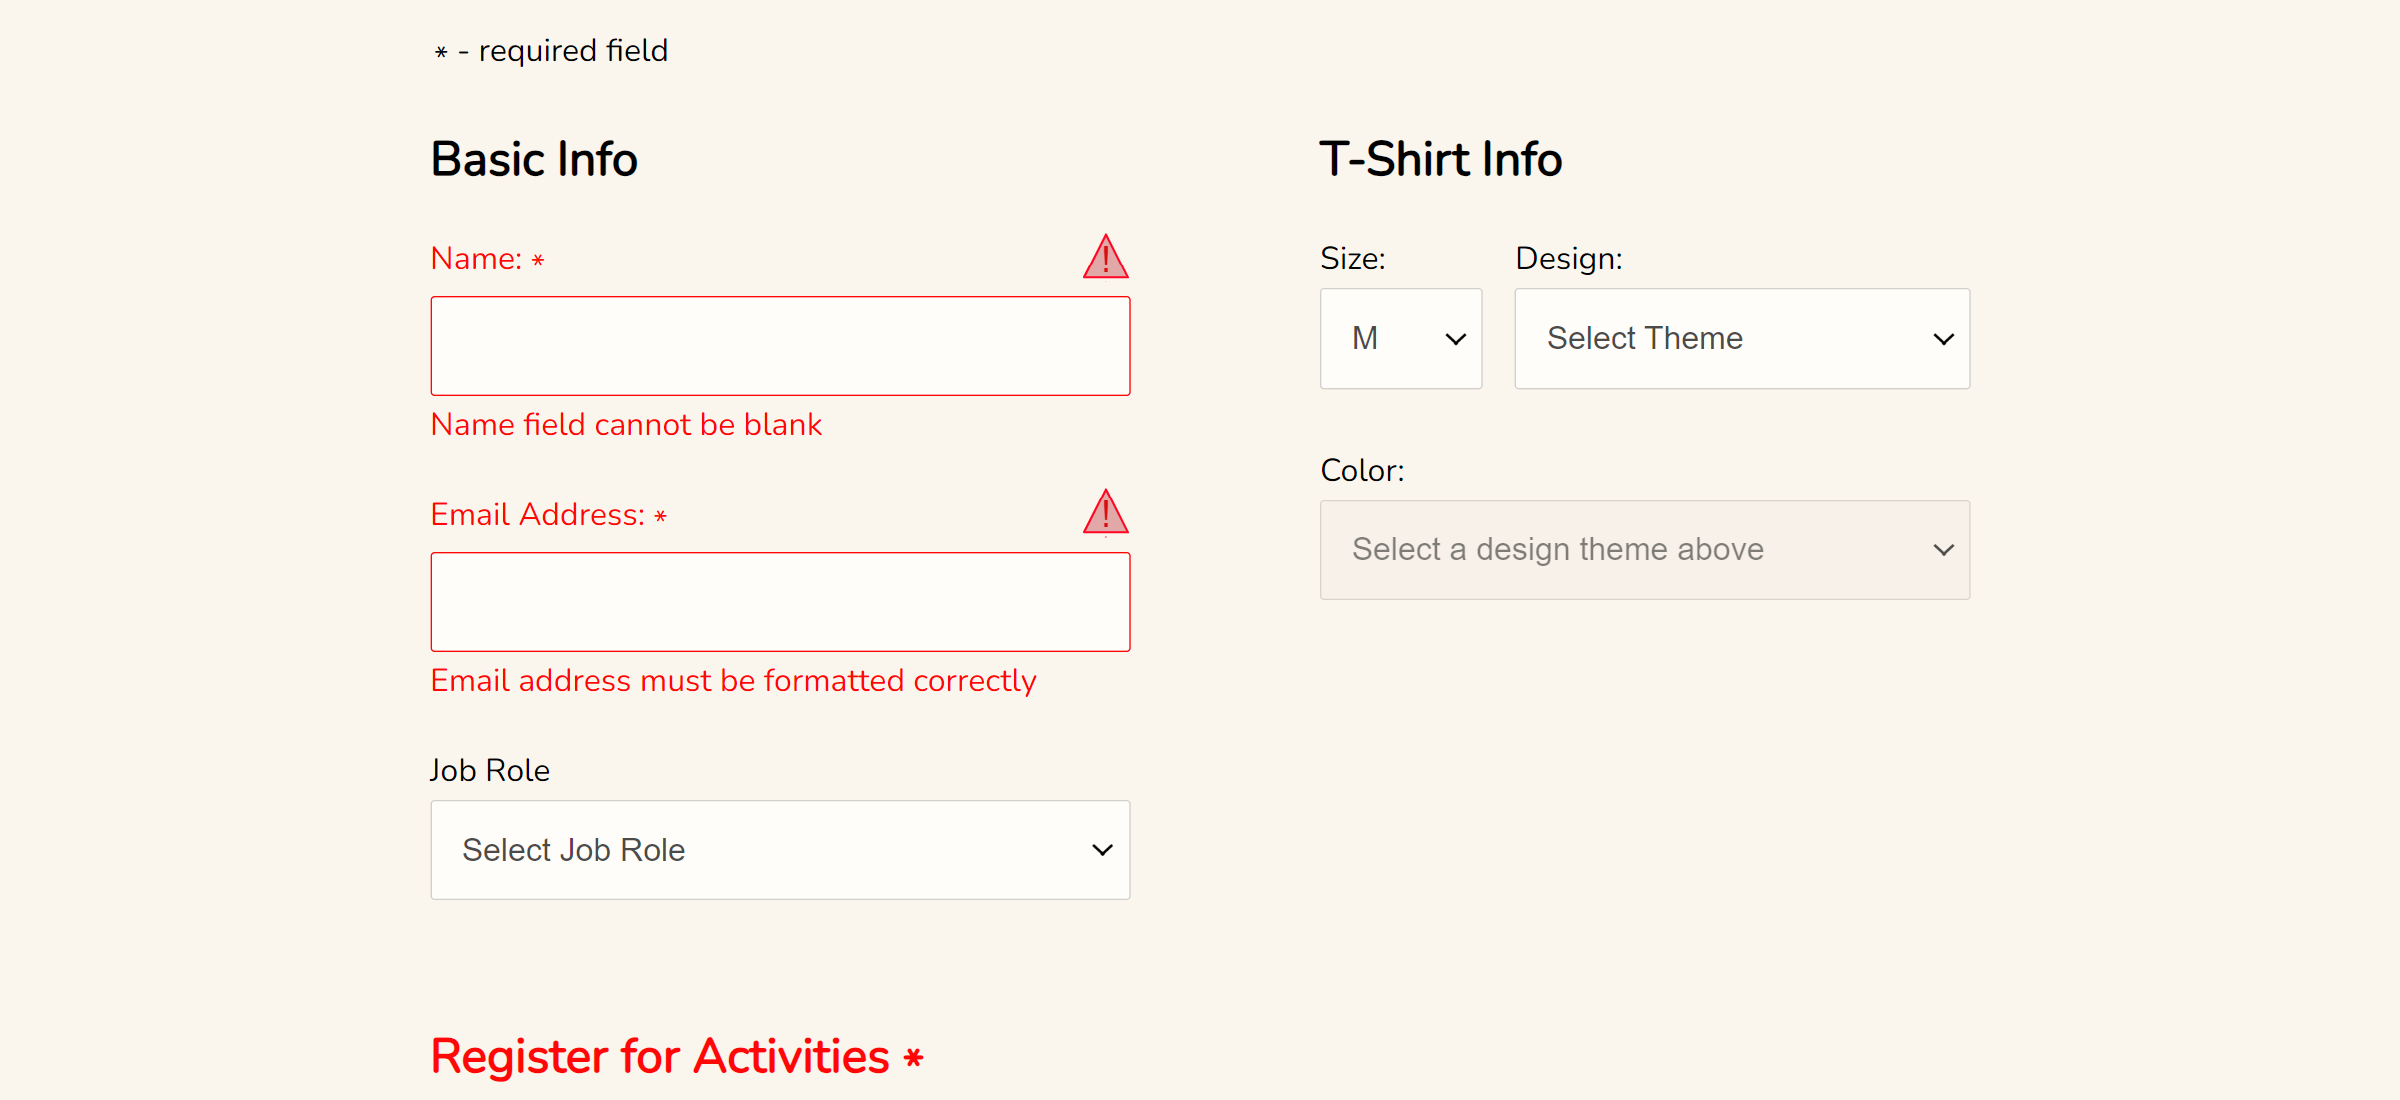 * - required field
Basic Info
Name: *
Name field cannot be blank
Email Address: *
Email address must be formatted correctly
Job Role
Select Job Role
T-Shirt Info
Size: Design:
M Select Theme
Color:
Select a design theme above
Register for Activities *